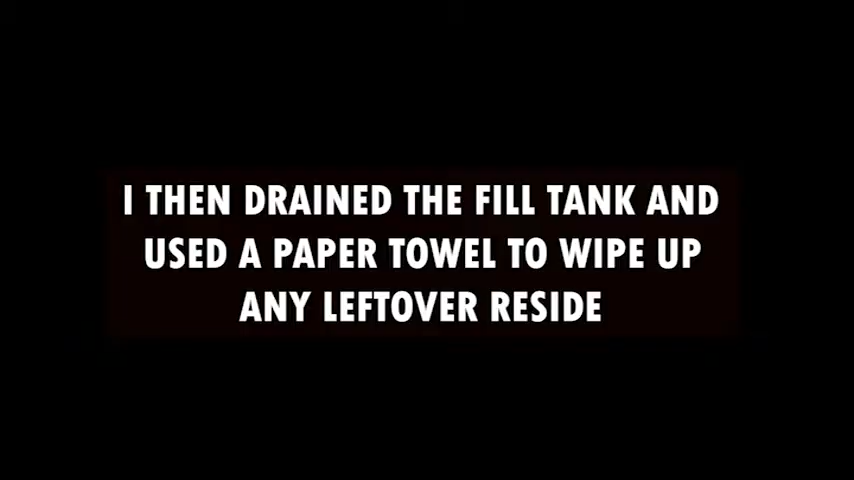 I THEN DRAINED THE FILL TANK AND
USED A PAPER TOWEL TO WIPE UP
ANY LEFTOVER RESIDE